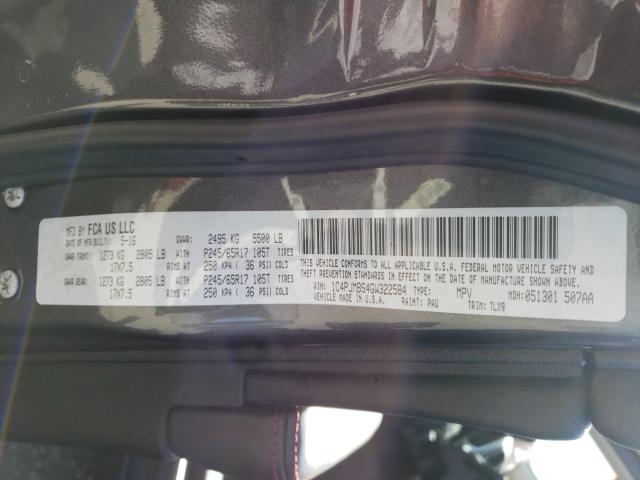 MFD BY FCA US LLC
DATE OF MFR(BUILT): 5-16 GVWR: 2495 KG 5500 LB
GAWR FRONT: 1273 KG 2805 LB WITH P245/65R17 105T TIRES
17X7.5 RIMS AT 250 KPA ( 36 PSI) COLD
GAWR REAR: 1273 KG 2805 LB WITH P245/65R17 105T TIRES
17X7.5 RIMS AT 250 KPA ( 36 PSI) COLD
THIS VEHICLE CONFORMS TO ALL APPLICABLE U.S.A. FEDERAL MOTOR VEHICLE SAFETY AND
THEFT PREVENTION STANDARDS IN EFFECT ON THE DATE OF MANUFACTURE SHOWN ABOVE.
VIN: 1C4PJMBS4GW322584 TYPE: MPV MDH: 051301 507AA
MADE IN U.S.A. PAINT: PAU TRIM: TLX9